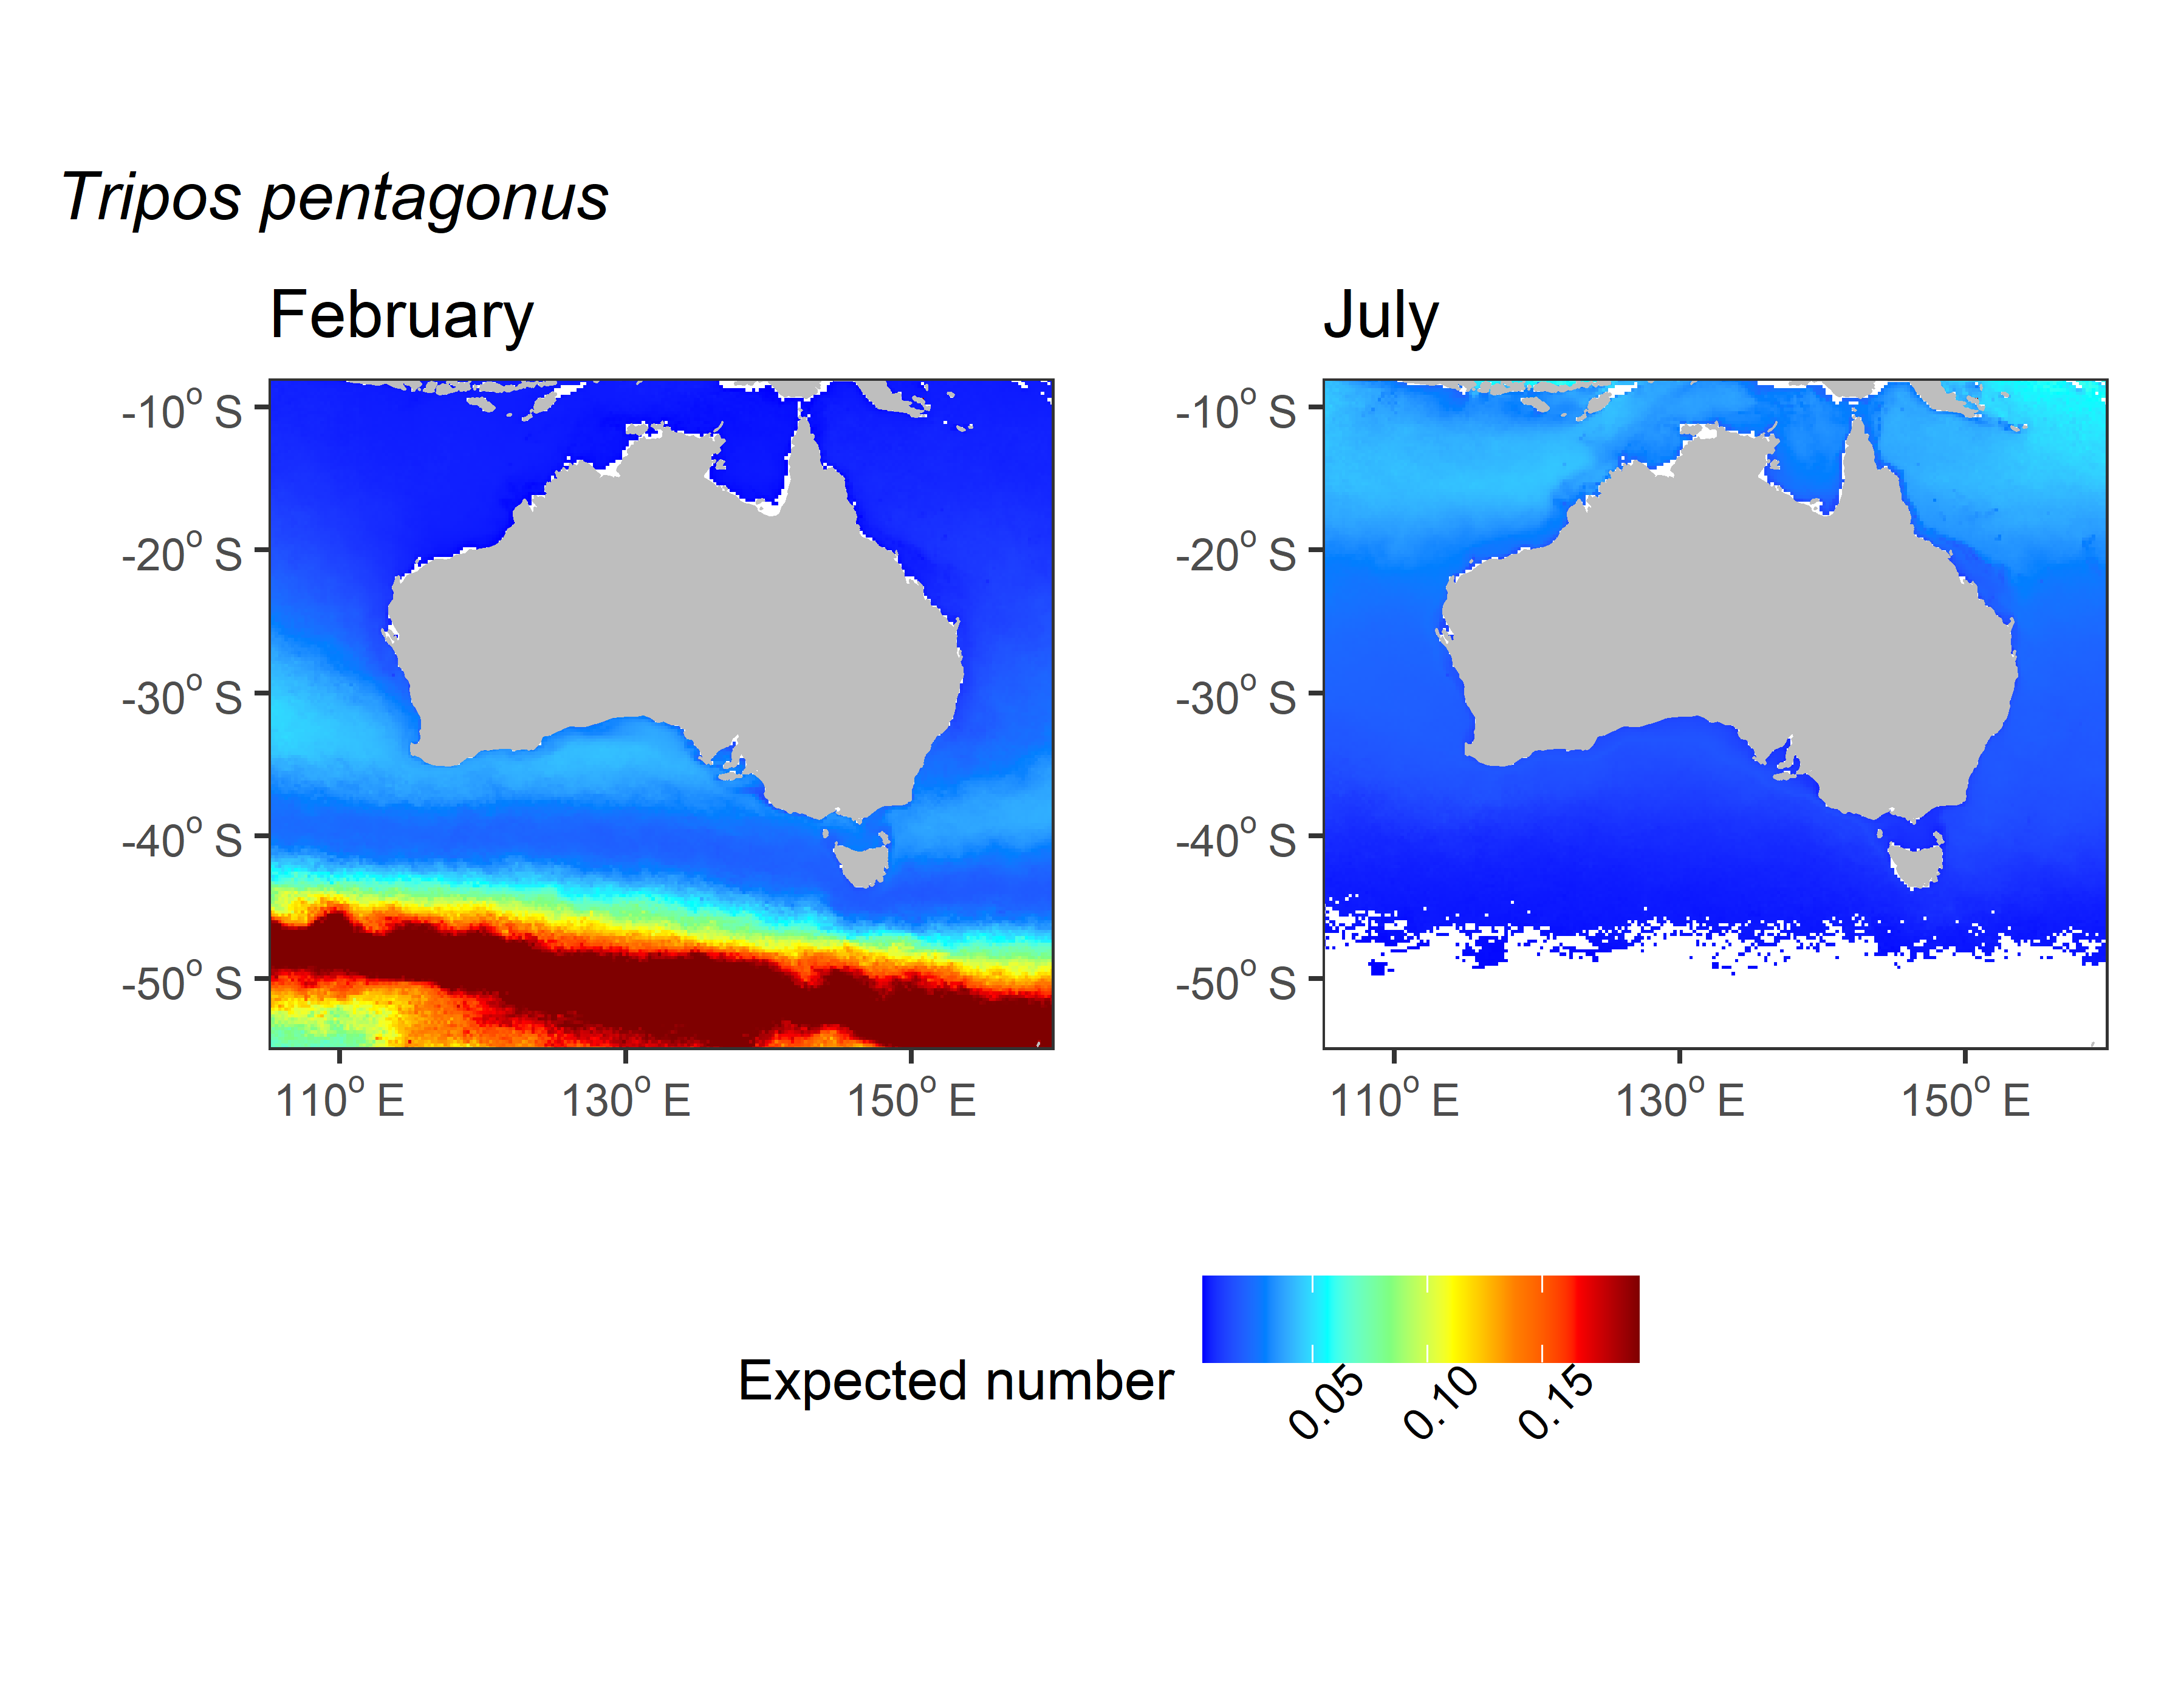 Tripos pentagonus
February
July
-10° S
-20° S
-30° S
-40° S
-50° S
110° E
130° E
150° E
-10° S
-20° S
-30° S
-40° S
-50° S
110° E
130° E
150° E
Expected number
0.05
0.10
0.15